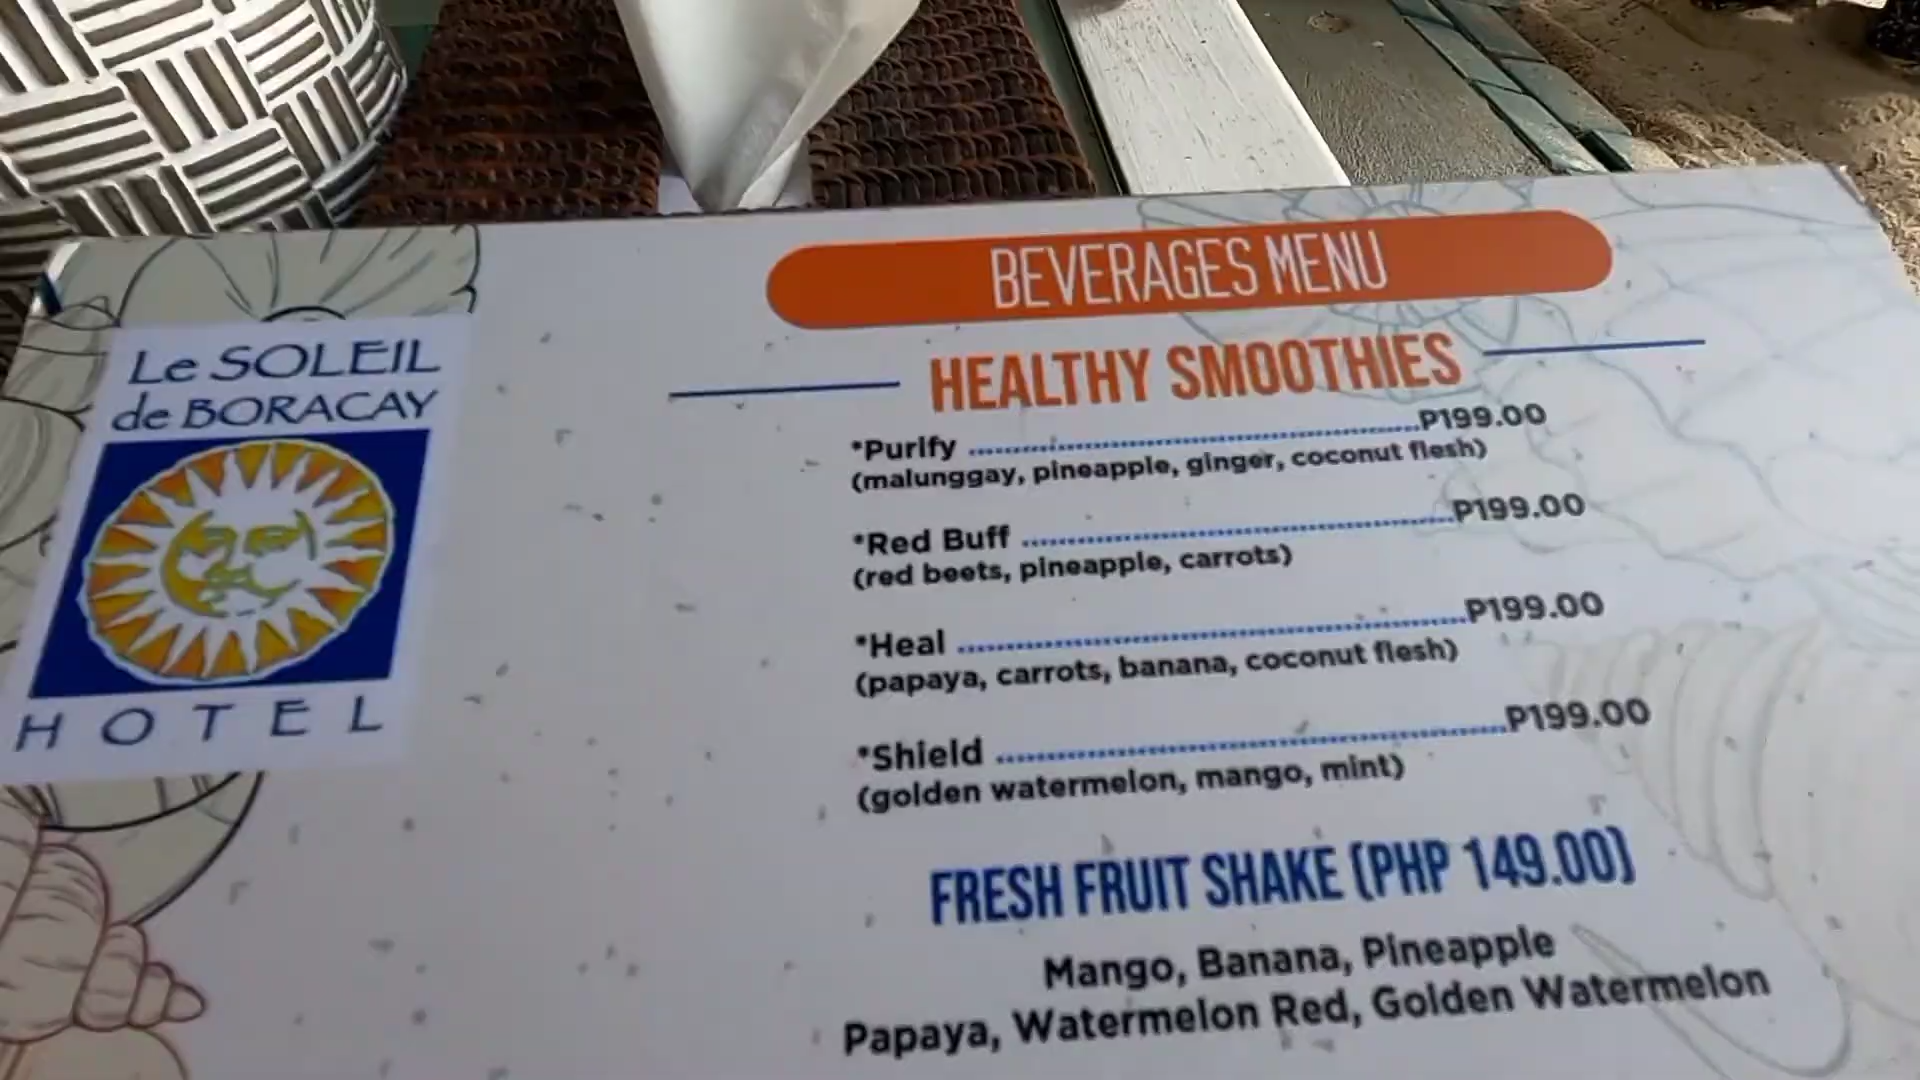 Le SOLEIL
de BORACAY
HOTEL
BEVERAGES MENU
HEALTHY SMOOTHIES
*Purify ..........P199.00
(malunggay, pineapple, ginger, coconut flesh)
*Red Buff ..........P199.00
(red beets, pineapple, carrots)
*Heal ..........P199.00
(papaya, carrots, banana, coconut flesh)
*Shield ..........P199.00
(golden watermelon, mango, mint)
FRESH FRUIT SHAKE (PHP 149.00)
Mango, Banana, Pineapple
Papaya, Watermelon Red, Golden Watermelon